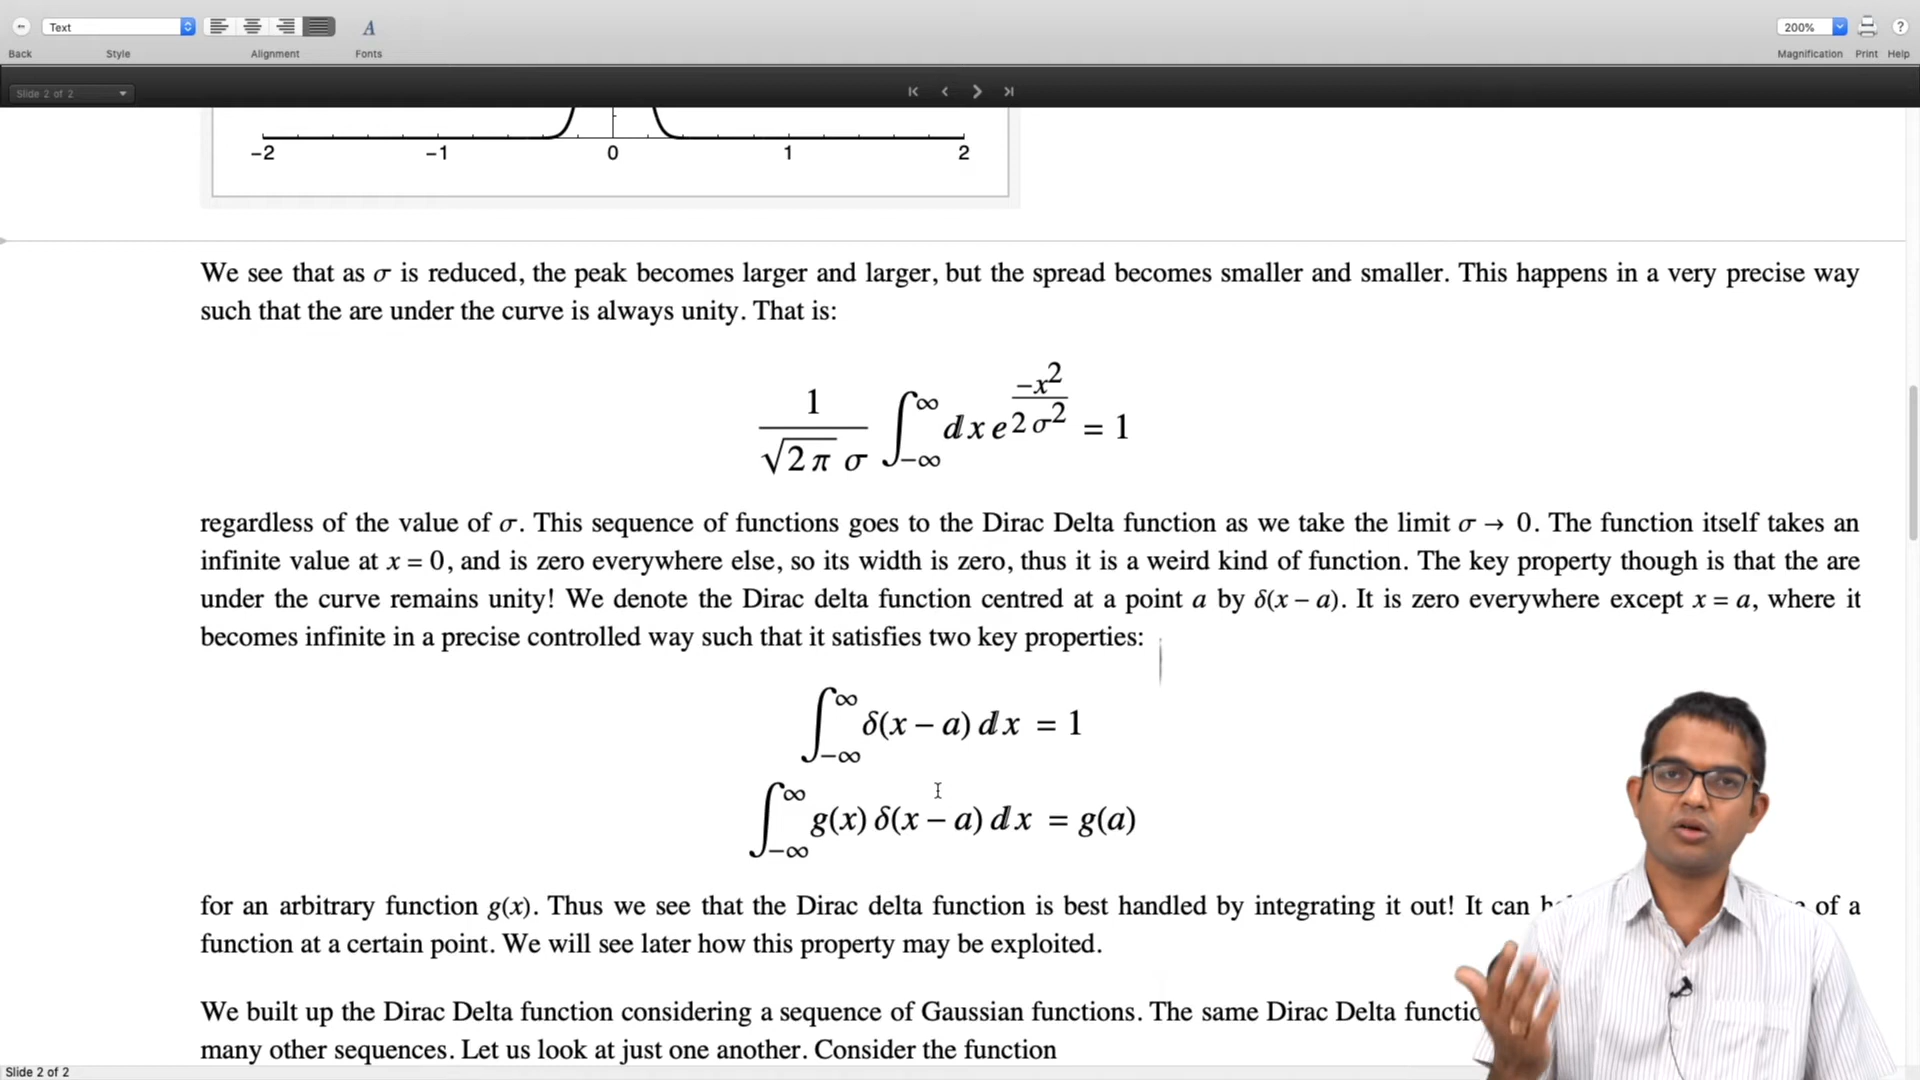 Text
Back
Style
Alignment
A
Fonts
200%
Magnification
Print
Help
Slide 2 of 2
−2 −1 0 1 2
We see that as σ is reduced, the peak becomes larger and larger, but the spread becomes smaller and smaller. This happens in a very precise way
such that the are under the curve is always unity. That is:
1/(√2π σ) ∫_{−∞}^{∞} dx e^{−x²/2σ²} = 1
regardless of the value of σ. This sequence of functions goes to the Dirac Delta function as we take the limit σ → 0. The function itself takes an
infinite value at x = 0, and is zero everywhere else, so its width is zero, thus it is a weird kind of function. The key property though is that the are
under the curve remains unity! We denote the Dirac delta function centred at a point a by δ(x − a). It is zero everywhere except x = a, where it
becomes infinite in a precise controlled way such that it satisfies two key properties:
∫_{−∞}^{∞} δ(x − a) dx = 1
∫_{−∞}^{∞} g(x) δ(x − a) dx = g(a)
for an arbitrary function g(x). Thus we see that the Dirac delta function is best handled by integrating it out! It can of a
function at a certain point. We will see later how this property may be exploited.
We built up the Dirac Delta function considering a sequence of Gaussian functions. The same Dirac Delta
many other sequences. Let us look at just one another. Consider the function
Slide 2 of 2